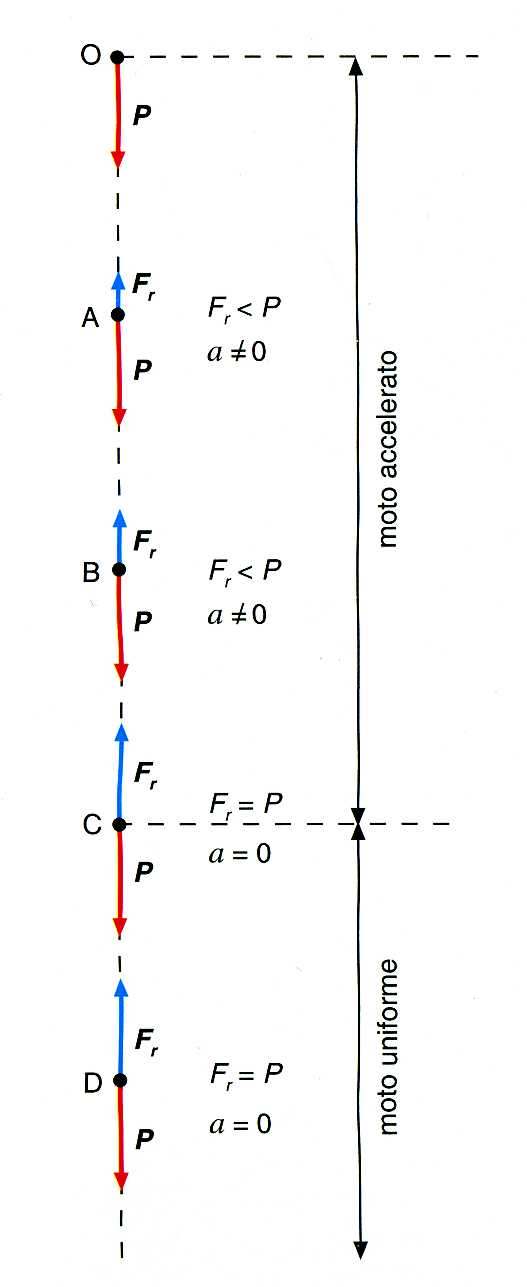 O
P
F_r
A
F_r < P
P
a ≠ 0
moto accelerato
F_r
B
F_r < P
P
a ≠ 0
F_r
F_r = P
C
a = 0
P
moto uniforme
F_r
D
F_r = P
P
a = 0